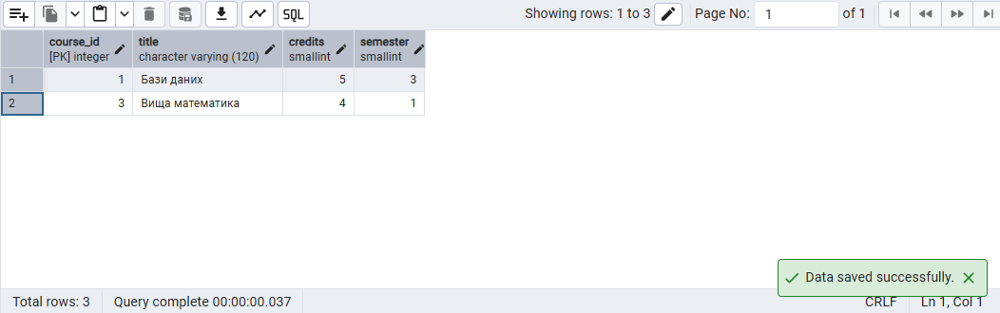 SQL
Showing rows: 1 to 3
Page No: 1 of 1
course_id title credits semester
[PK] integer character varying (120) smallint smallint
1 1 Бази даних 5 3
2 3 Вища математика 4 1
Data saved successfully.
Total rows: 3 Query complete 00:00:00.037 CRLF Ln 1, Col 1